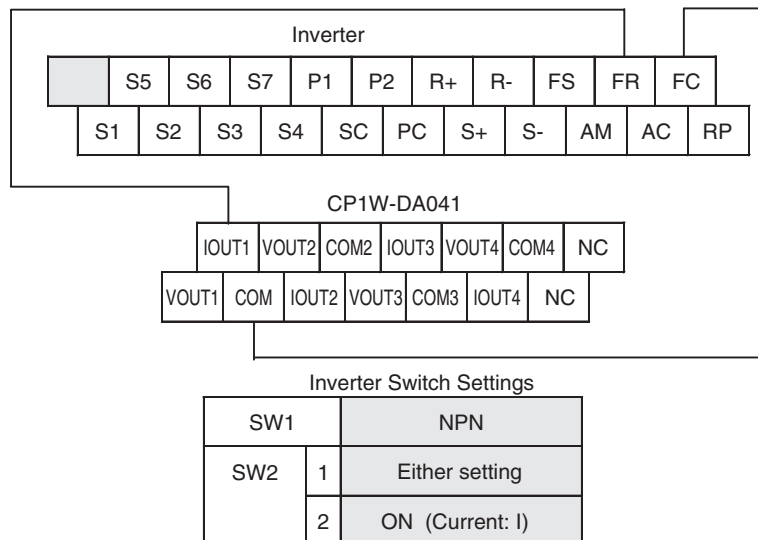 Inverter
S5 S6 S7 P1 P2 R+ R- FS FR FC
S1 S2 S3 S4 SC PC S+ S- AM AC RP
CP1W-DA041
IOUT1 VOUT2 COM2 IOUT3 VOUT4 COM4 NC
VOUT1 COM IOUT2 VOUT3 COM3 IOUT4 NC
Inverter Switch Settings
SW1 NPN
SW2 1 Either setting
2 ON (Current: I)